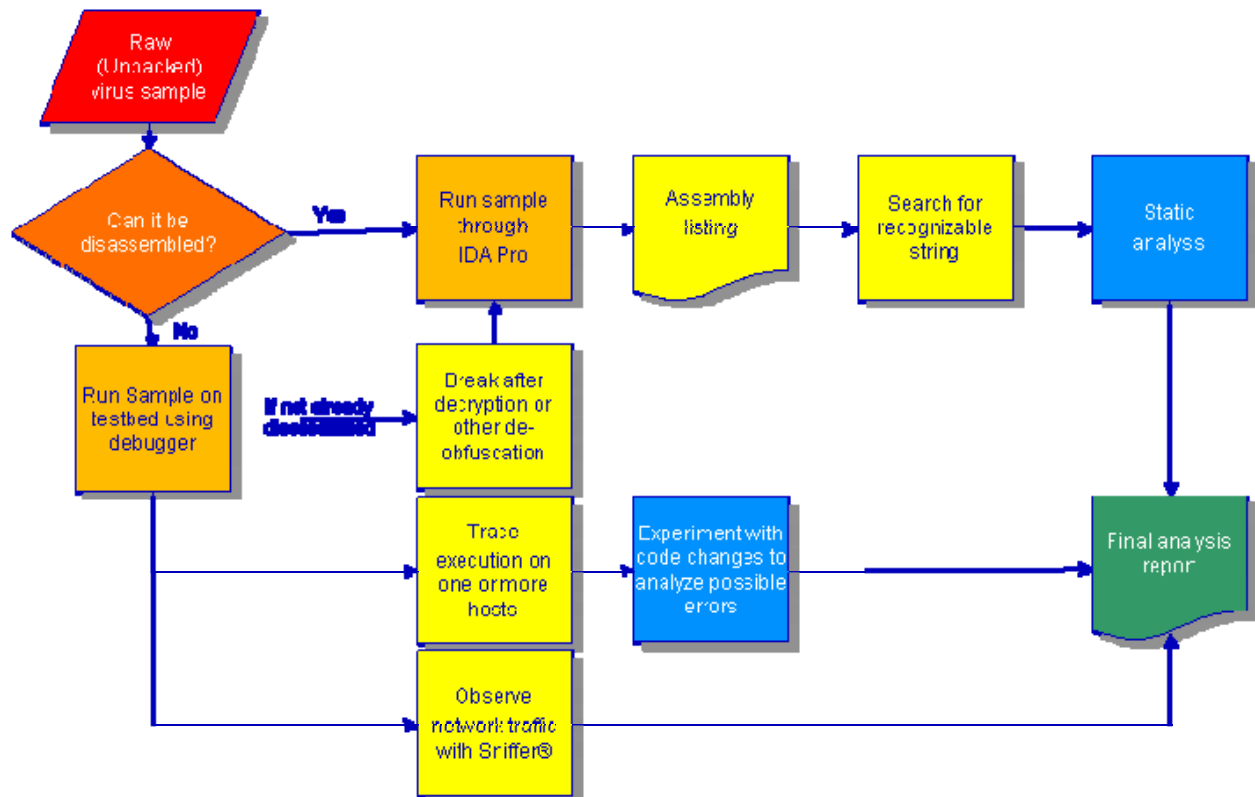 Raw
(Unpacked)
virus sample
Can it be
disassembled?
Yes
No
Run sample
through
IDA Pro
Assembly
listing
Search for
recognizable
string
Static
analyss
Run Sample on
testbed using
debugger
If not already
Break after
decryption or
other de-
obfuscation
Trace
execution on
one or more
hosts
Experiment with
code changes to
analyze possible
errors
Final analysis
report
Observe
network traffic
with Sniffer®